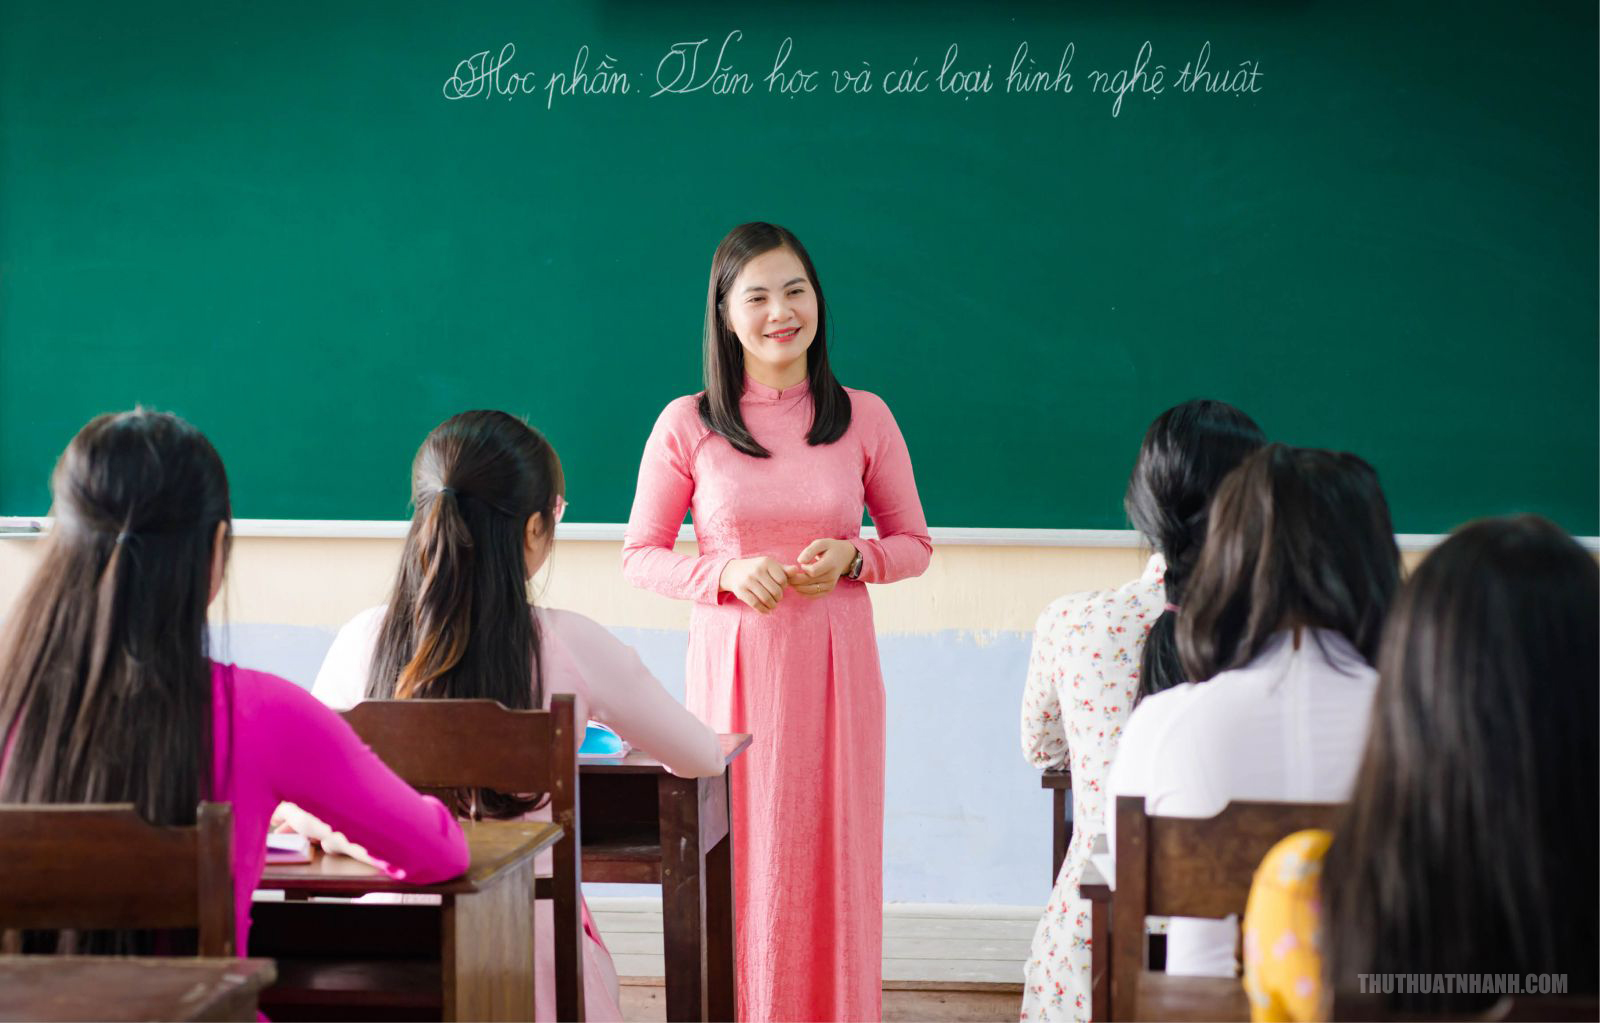 Học phần: Văn học và các loại hình nghệ thuật
THUTHUATNHANH.COM